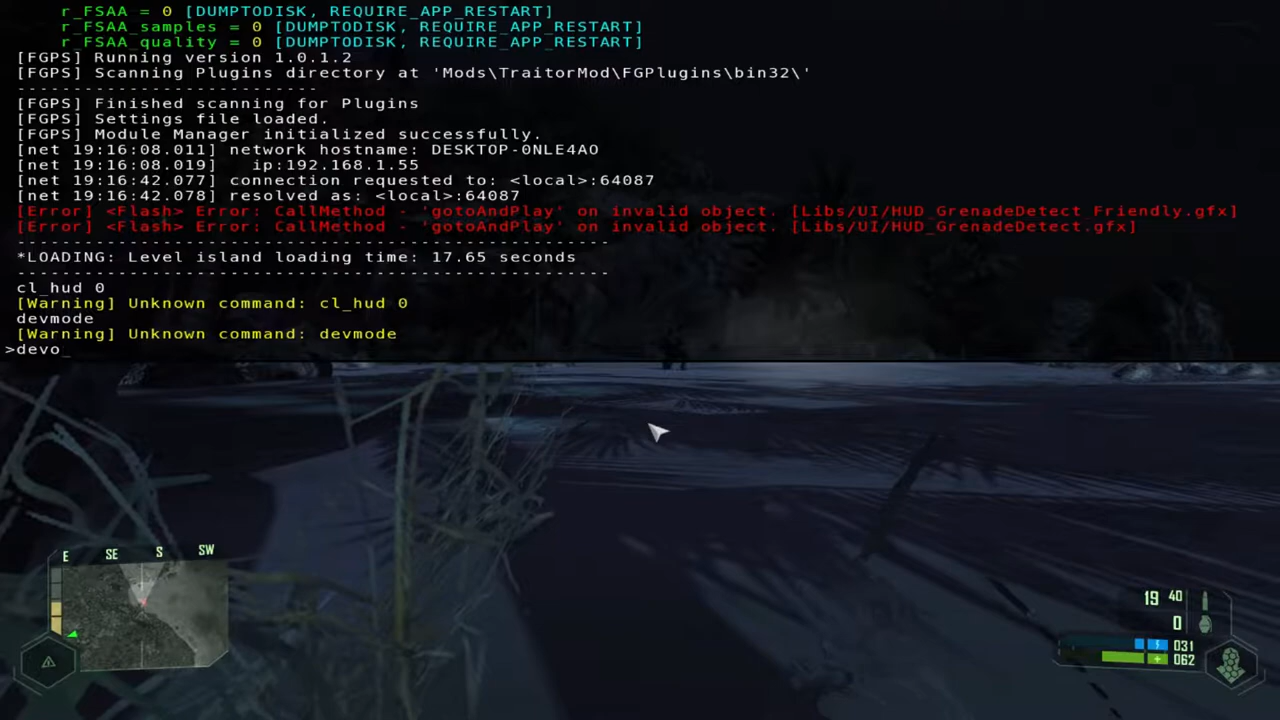 r_FSAA = 0 [DUMPTODISK, REQUIRE_APP_RESTART]
r_FSAA_samples = 0 [DUMPTODISK, REQUIRE_APP_RESTART]
r_FSAA_quality = 0 [DUMPTODISK, REQUIRE_APP_RESTART]
[FGPS] Running version 1.0.1.2
[FGPS] Scanning Plugins directory at 'Mods\TraitorMod\FGPlugins\bin32\'
---------------------------
[FGPS] Finished scanning for Plugins
[FGPS] Settings file loaded.
[FGPS] Module Manager initialized successfully.
[net 19:16:08.011] network hostname: DESKTOP-0NLE4AO
[net 19:16:08.019]   ip:192.168.1.55
[net 19:16:42.077] connection requested to: <local>:64087
[net 19:16:42.078] resolved as: <local>:64087
[Error] <Flash> Error: CallMethod - 'gotoAndPlay' on invalid object. [Libs/UI/HUD_GrenadeDetect_Friendly.gfx]
[Error] <Flash> Error: CallMethod - 'gotoAndPlay' on invalid object. [Libs/UI/HUD_GrenadeDetect.gfx]
-----------------------------------------------------
*LOADING: Level island loading time: 17.65 seconds
-----------------------------------------------------
cl_hud 0
[Warning] Unknown command: cl_hud 0
devmode
[Warning] Unknown command: devmode
>devo_
E SE S SW
19 40
0
031
062